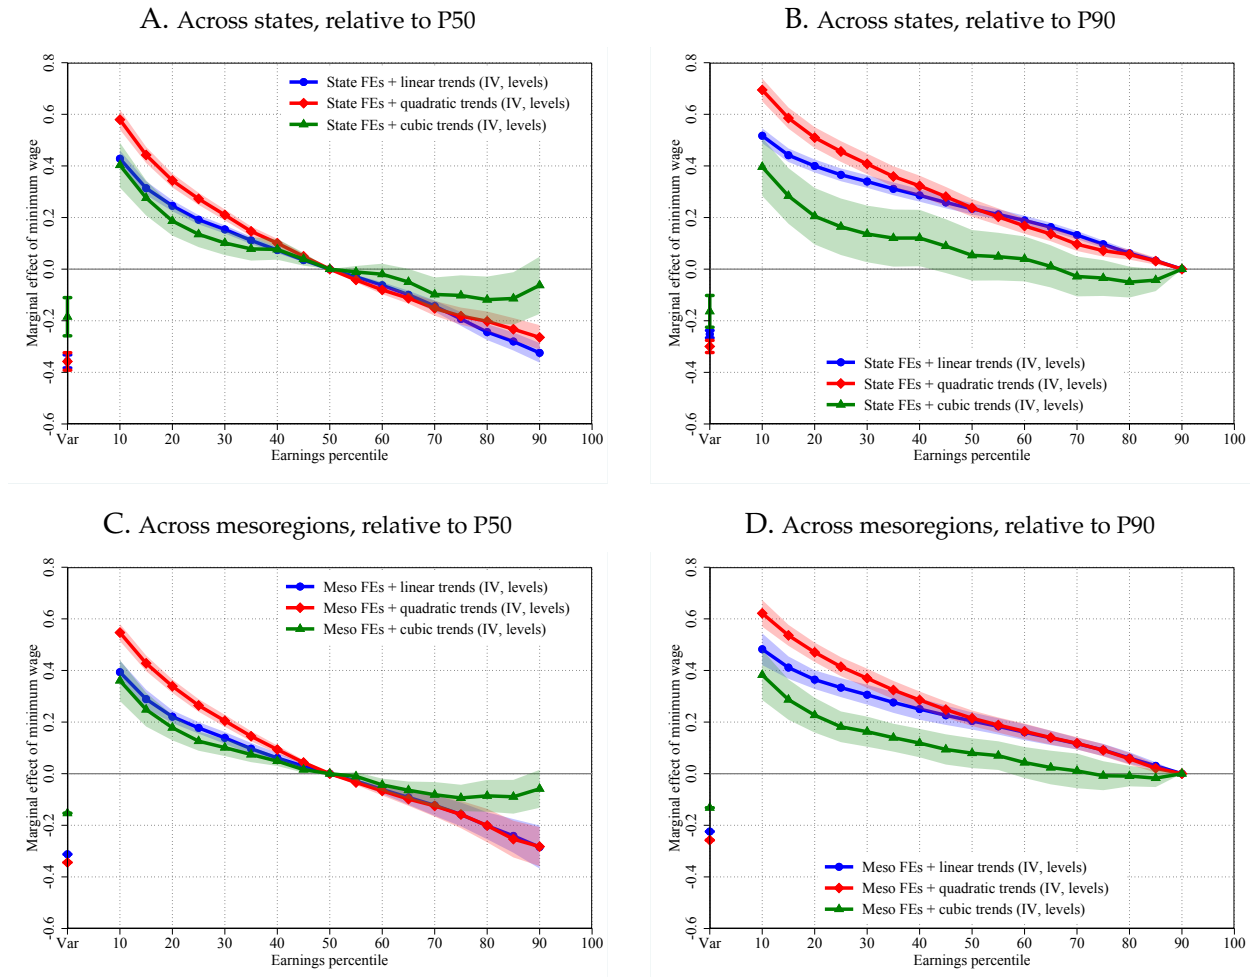 A. Across states, relative to P50
Marginal effect of minimum wage
0.8
0.6
0.4
0.2
0.0
-0.2
-0.4
-0.6
State FEs + linear trends (IV, levels)
State FEs + quadratic trends (IV, levels)
State FEs + cubic trends (IV, levels)
Var 10 20 30 40 50 60 70 80 90 100
Earnings percentile
B. Across states, relative to P90
Marginal effect of minimum wage
0.8
0.6
0.4
0.2
0.0
-0.2
-0.4
-0.6
State FEs + linear trends (IV, levels)
State FEs + quadratic trends (IV, levels)
State FEs + cubic trends (IV, levels)
Var 10 20 30 40 50 60 70 80 90 100
Earnings percentile
C. Across mesoregions, relative to P50
Marginal effect of minimum wage
0.8
0.6
0.4
0.2
0.0
-0.2
-0.4
-0.6
Meso FEs + linear trends (IV, levels)
Meso FEs + quadratic trends (IV, levels)
Meso FEs + cubic trends (IV, levels)
Var 10 20 30 40 50 60 70 80 90 100
Earnings percentile
D. Across mesoregions, relative to P90
Marginal effect of minimum wage
0.8
0.6
0.4
0.2
0.0
-0.2
-0.4
-0.6
Meso FEs + linear trends (IV, levels)
Meso FEs + quadratic trends (IV, levels)
Meso FEs + cubic trends (IV, levels)
Var 10 20 30 40 50 60 70 80 90 100
Earnings percentile